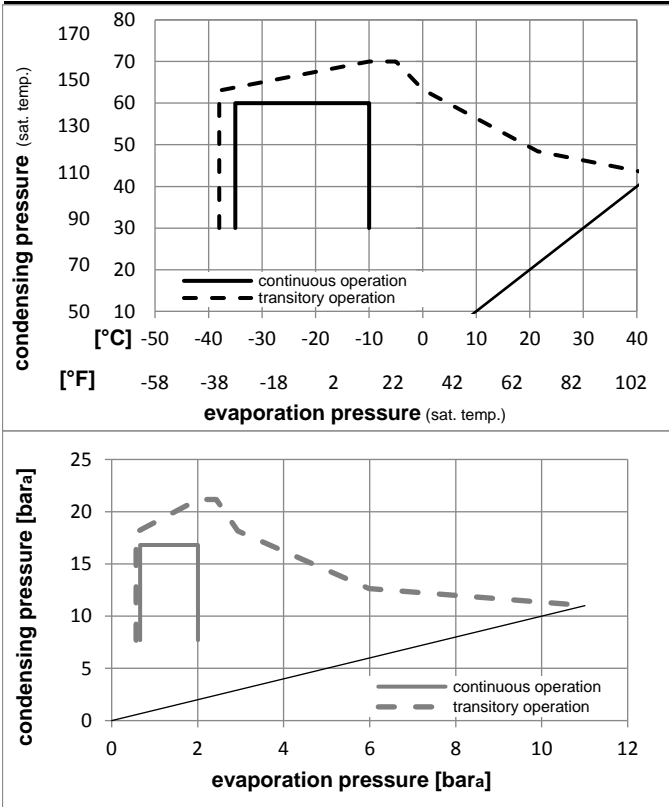 condensing pressure (sat. temp.)
170 80
150 70
60
130
50
110
40
90 30
70 20
50 10
continuous operation
transitory operation
[°C] -50 -40 -30 -20 -10 0 10 20 30 40
[°F] -58 -38 -18 2 22 42 62 82 102
evaporation pressure (sat. temp.)
condensing pressure [bara]
25
20
15
10
5
0
continuous operation
transitory operation
0 2 4 6 8 10 12
evaporation pressure [bara]